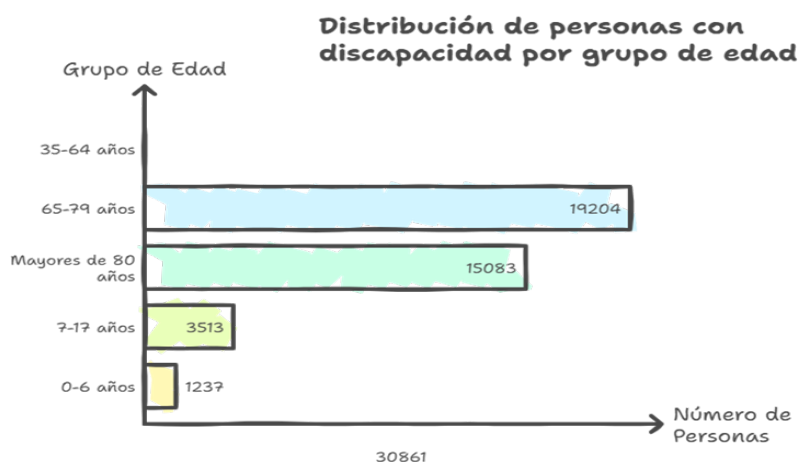 Distribución de personas con
discapacidad por grupo de edad
Grupo de Edad
35-64 años
65-79 años
19204
Mayores de 80
años
15083
7-17 años
3513
0-6 años
1237
Número de
Personas
30861